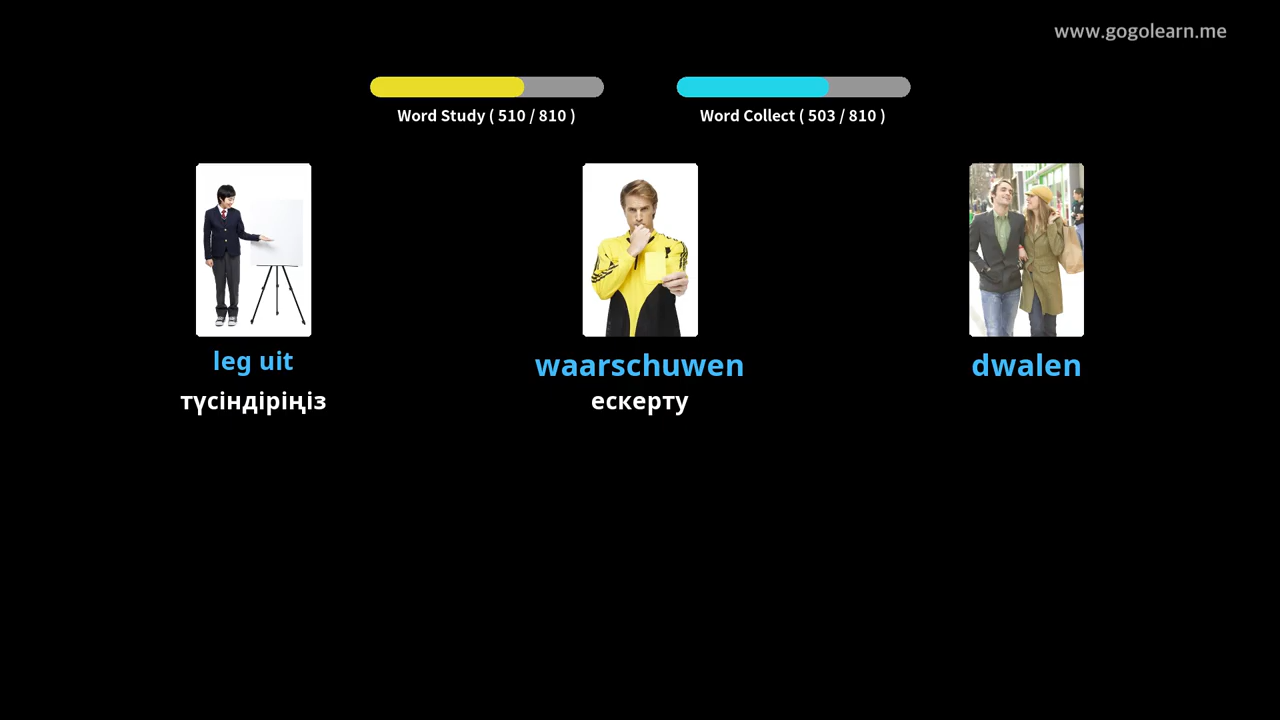 www.gogolearn.me
Word Study ( 510 / 810 )
Word Collect ( 503 / 810 )
leg uit
түсіндіріңіз
waarschuwen
ескерту
dwalen